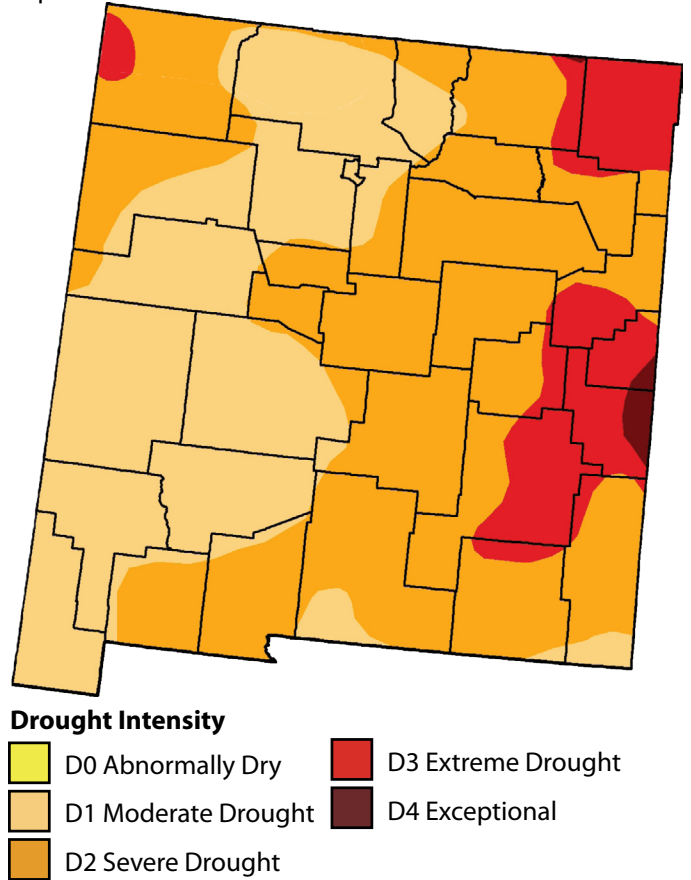 Drought Intensity
D0 Abnormally Dry
D1 Moderate Drought
D2 Severe Drought
D3 Extreme Drought
D4 Exceptional